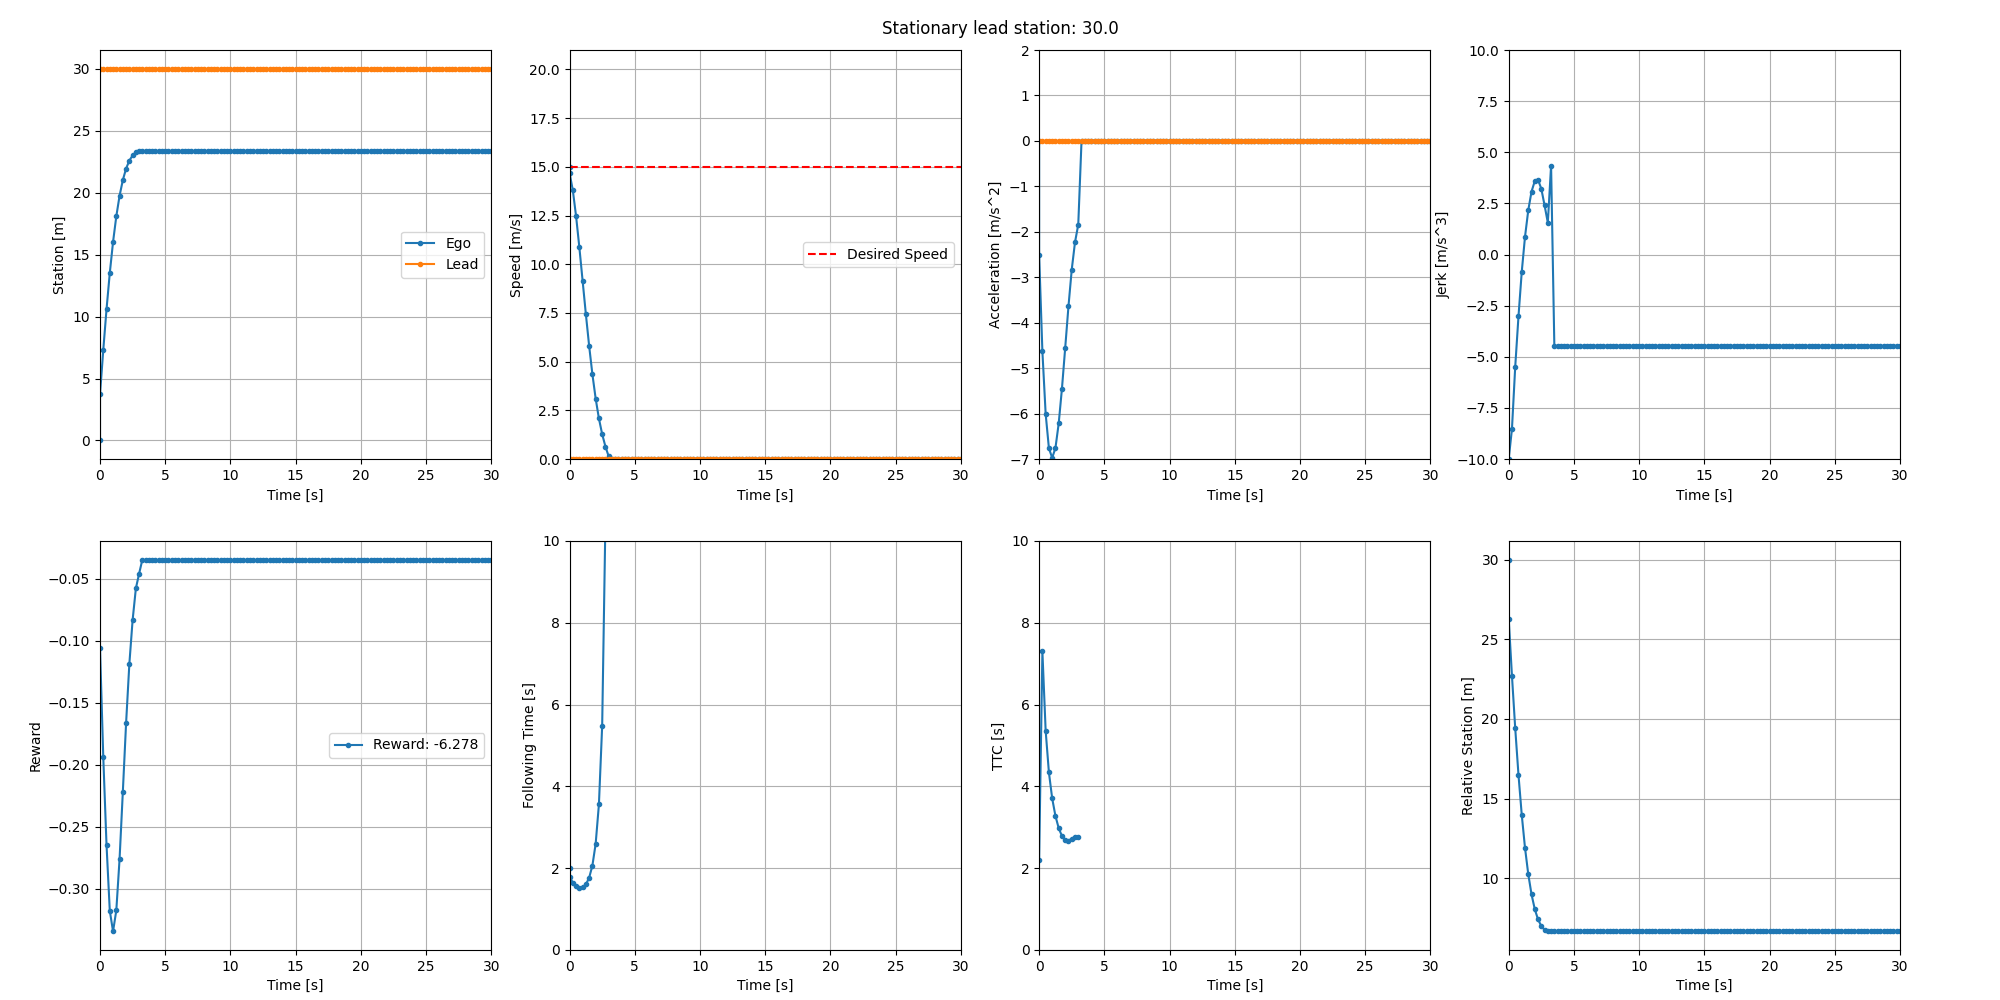 Stationary lead station: 30.0
30
25
20
15
10
5
0
Station [m]
Ego
Lead
0 5 10 15 20 25 30
Time [s]
20.0
17.5
15.0
12.5
10.0
7.5
5.0
2.5
0.0
Speed [m/s]
Desired Speed
0 5 10 15 20 25 30
Time [s]
2
1
0
−1
−2
−3
−4
−5
−6
−7
Acceleration [m/s^2]
0 5 10 15 20 25 30
Time [s]
10.0
7.5
5.0
2.5
0.0
−2.5
−5.0
−7.5
−10.0
Jerk [m/s^3]
0 5 10 15 20 25 30
Time [s]
−0.05
−0.10
−0.15
−0.20
−0.25
−0.30
Reward
Reward: -6.278
0 5 10 15 20 25 30
Time [s]
10
8
6
4
2
0
Following Time [s]
0 5 10 15 20 25 30
Time [s]
10
8
6
4
2
0
TTC [s]
0 5 10 15 20 25 30
Time [s]
30
25
20
15
10
Relative Station [m]
0 5 10 15 20 25 30
Time [s]